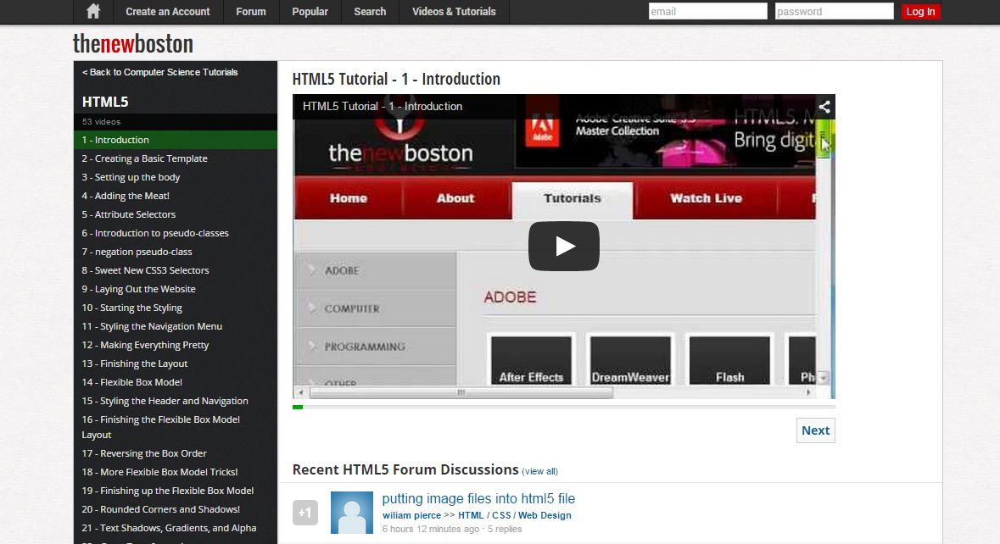 Create an Account Forum Popular Search Videos & Tutorials email password Log In
thenewboston
< Back to Computer Science Tutorials
HTML5
53 videos
1 - Introduction
2 - Creating a Basic Template
3 - Setting up the body
4 - Adding the Meat!
5 - Attribute Selectors
6 - Introduction to pseudo-classes
7 - negation pseudo-class
8 - Sweet New CSS3 Selectors
9 - Laying Out the Website
10 - Starting the Styling
11 - Styling the Navigation Menu
12 - Making Everything Pretty
13 - Finishing the Layout
14 - Flexible Box Model
15 - Styling the Header and Navigation
16 - Finishing the Flexible Box Model
Layout
17 - Reversing the Box Order
18 - More Flexible Box Model Tricks!
19 - Finishing up the Flexible Box Model
20 - Rounded Corners and Shadows!
21 - Text Shadows, Gradients, and Alpha
HTML5 Tutorial - 1 - Introduction
HTML5 Tutorial - 1 - Introduction
Adobe Creative Suite 5.5
Master Collection
Adobe
HTML5.
Bring
thenewboston
Home About Tutorials Watch Live
ADOBE
COMPUTER
PROGRAMMING
OTHER
ADOBE
After Effects DreamWeaver Flash
Next
Recent HTML5 Forum Discussions (view all)
+1
putting image files into html5 file
wiliam pierce >> HTML / CSS / Web Design
6 hours 12 minutes ago · 5 replies